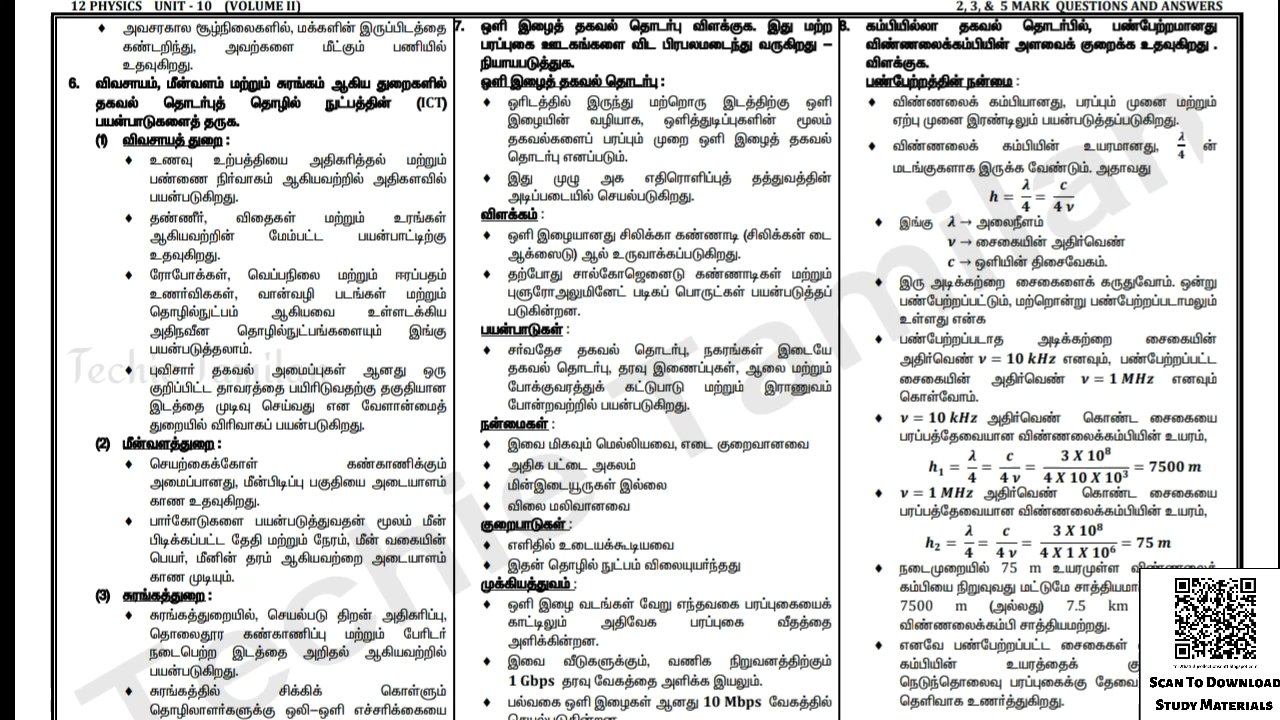 12 PHYSICS UNIT - 10 (VOLUME II)
2, 3, & 5 MARK QUESTIONS AND ANSWERS
♦ அவசரகால சூழ்நிலைகளில், மக்களின் இருப்பிடத்தை
கண்டறிந்து, அவற்களை மீட்கும் பணியில்
உதவுகிறது.
6. விவசாயம், மீன்வளம் மற்றும் சுரங்கம் ஆகிய துறைகளில்
தகவல் தொடர்புத் தொழில் நுட்பத்தின் (ICT)
பயன்பாடுகளைத் தருக.
(1) விவசாயத் துறை :
♦ உணவு உற்பத்தியை அதிகரித்தல் மற்றும்
பண்ணை நிர்வாகம் ஆகியவற்றில் அதிகளவில்
பயன்படுகிறது.
♦ தண்ணீர், விதைகள் மற்றும் உரங்கள்
ஆகியவற்றின் மேம்பட்ட பயன்பாட்டிற்கு
உதவுகிறது.
♦ ரோபோக்கள், வெப்பநிலை மற்றும் ஈரப்பதம்
உணர்விககள், வான்வழி படங்கள் மற்றும்
தொழில்நுட்பம் ஆகியவை உள்ளடக்கிய
அதிநவீன தொழில்நுட்பங்களையும் இங்கு
பயன்படுத்தலாம்.
♦ புவிசார் தகவல் அமைப்புகள் ஆனது ஒரு
குறிப்பிட்ட தாவரத்தை பயிரிடுவதற்கு தகுதியான
இடத்தை முடிவு செய்வது என வேளான்மைத்
துறையில் விரிவாகப் பயன்படுகிறது.
(2) மீன்வளத்துறை :
♦ செயற்கைக்கோள் கண்காணிக்கும்
அமைப்பானது, மீன்பிடிப்பு பகுதியை அடையாளம்
காண உதவுகிறது.
♦ பார்கோடுகளை பயன்படுத்துவதன் மூலம் மீன்
பிடிக்கப்பட்ட தேதி மற்றும் நேரம், மீன் வகையின்
பெயர், மீனின் தரம் ஆகியவற்றை அடையாளம்
காண முடியும்.
(3) சுரங்கத்துறை :
♦ சுரங்கத்துறையில், செயல்படு திறன் அதிகரிப்பு,
தொலைதூர கண்காணிப்பு மற்றும் பேரிடர்
நடைபெற்ற இடத்தை அறிதல் ஆகியவற்றில்
பயன்படுகிறது.
♦ சுரங்கத்தில் சிக்கிக் கொள்ளும்
தொழிலாளர்களுக்கு ஒலி-ஒளி எச்சரிக்கையை
7. ஒளி இழைத் தகவல் தொடர்பு விளக்குக. இது மற்ற
பரப்புகை ஊடகங்களை விட பிரபலமடைந்து வருகிறது –
நியாயபடுத்துக.
ஒளி இழைத் தகவல் தொடர்பு :
♦ ஓரிடத்தில் இருந்து மற்றொரு இடத்திற்கு ஒளி
இழையின் வழியாக, ஒளித்துடிப்புகளின் மூலம்
தகவல்களைப் பரப்பும் முறை ஒளி இழைத் தகவல்
தொடர்பு எனப்படும்.
♦ இது முழு அக எதிரொளிப்புத் தத்துவத்தின்
அடிப்படையில் செயல்படுகிறது.
விளக்கம் :
♦ ஒளி இழையானது சிலிக்கா கண்ணாடி (சிலிக்கன் டை
ஆக்ஸைடு) ஆல் உருவாக்கப்படுகிறது.
♦ தற்போது சால்கோஜெனைடு கண்ணாடிகள் மற்றும்
புளுரோஅலுமினேட் படிகப் பொருட்கள் பயன்படுத்தப்
படுகின்றன.
பயன்பாடுகள் :
♦ சர்வதேச தகவல் தொடர்பு, நகரங்கள் இடையே
தகவல் தொடர்பு, தரவு இணைப்புகள், ஆலை மற்றும்
போக்குவரத்துக் கட்டுபாடு மற்றும் இராணுவம்
போன்றவற்றில் பயன்படுகிறது.
நன்மைகள் :
♦ இவை மிகவும் மெல்லியவை, எடை குறைவானவை
♦ அதிக பட்டை அகலம்
♦ மின்இடையூருகள் இல்லை
♦ விலை மலிவானவை
குறைபாடுகள் :
♦ எளிதில் உடையக்கூடியவை
♦ இதன் தொழில் நுட்பம் விலையுயர்ந்தது
முக்கியத்துவம் :
♦ ஒளி இழை வடங்கள் வேறு எந்தவகை பரப்புகையைக்
காட்டிலும் அதிவேக பரப்புகை வீதத்தை
அளிக்கின்றன.
♦ இவை வீடுகளுக்கும், வணிக நிறுவனத்திற்கும்
1 Gbps தரவு வேகத்தை அளிக்க இயலும்.
♦ பல்வகை ஒளி இழைகள் ஆனது 10 Mbps வேகத்தில்
செயல்படுகின்றன.
8. கம்பியில்லா தகவல் தொடர்பில், பண்பேற்றமானது
விண்ணலைக்கம்பியின் அளவைக் குறைக்க உதவுகிறது .
விளக்குக.
பண்பேற்றத்தின் நன்மை :
♦ விண்ணலைக் கம்பியானது, பரப்பும் முனை மற்றும்
ஏற்பு முனை இரண்டிலும் பயன்படுத்தப்படுகிறது.
♦ விண்ணலைக் கம்பியின் உயரமானது, λ/4 ன்
மடங்குகளாக இருக்க வேண்டும். அதாவது
h = λ/4 = c/4 ν
♦ இங்கு λ → அலைநீளம்
ν → சைகையின் அதிர்வெண்
c → ஒளியின் திசைவேகம்.
♦ இரு அடிக்கற்றை சைகைளைக் கருதுவோம். ஒன்று
பண்பேற்றப்பட்டும், மற்றொன்று பண்பேற்றப்படாமலும்
உள்ளது என்க
♦ பண்பேற்றப்படாத அடிக்கற்றை சைகையின்
அதிர்வெண் ν = 10 kHz எனவும், பண்பேற்றப்பட்ட
சைகையின் அதிர்வெண் ν = 1 MHz எனவும்
கொள்வோம்.
♦ ν = 10 kHz அதிர்வெண் கொண்ட சைகையை
பரப்பத்தேவையான விண்ணலைக்கம்பியின் உயரம்,
h₁ = λ/4 = c/4 ν = 3 X 10⁸/4 X 10 X 10³ = 7500 m
♦ ν = 1 MHz அதிர்வெண் கொண்ட சைகையை
பரப்பத்தேவையான விண்ணலைக்கம்பியின் உயரம்,
h₂ = λ/4 = c/4 ν = 3 X 10⁸/4 X 1 X 10⁶ = 75 m
♦ நடைமுறையில் 75 m உயரமுள்ள விண்ணலைக்
கம்பியை நிறுவுவது மட்டுமே சாத்தியமா
7500 m (அல்லது) 7.5 km
விண்ணலைக்கம்பி சாத்தியமற்றது.
♦ எனவே பண்பேற்றப்பட்ட சைகைகள்
கம்பியின் உயரத்தைக் கு
நெடுந்தொலைவு பரப்புகைக்கு தேவை
தெளிவாக உணர்த்துகிறது.
Techie Tamilan
SCAN TO DOWNLOAD
STUDY MATERIALS